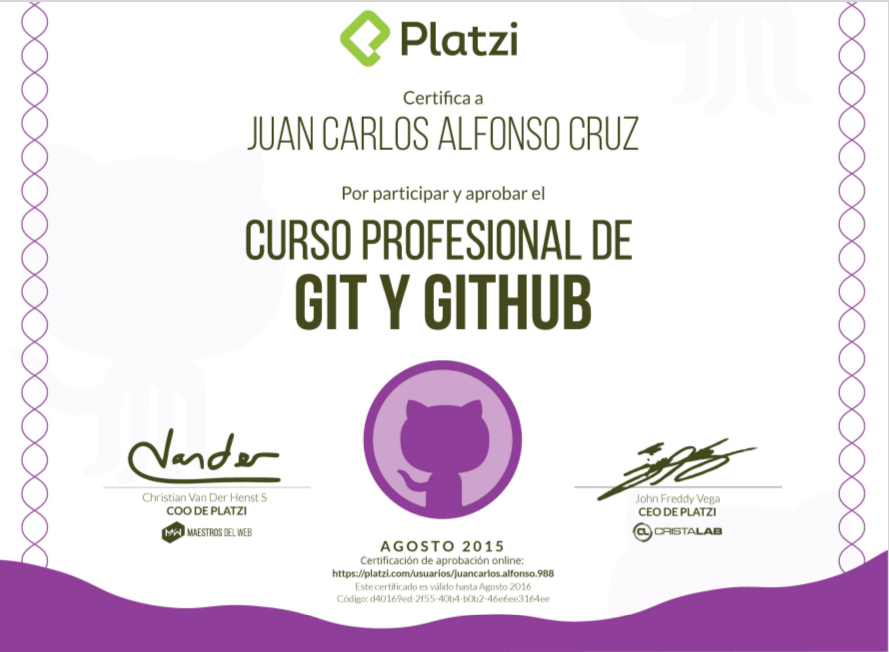 Platzi
Certifica a
JUAN CARLOS ALFONSO CRUZ
Por participar y aprobar el
CURSO PROFESIONAL DE
GIT Y GITHUB
Vander
Christian Van Der Henst S
COO DE PLATZI
MW MAESTROS DEL WEB
John Freddy Vega
CEO DE PLATZI
CL CRISTALAB
AGOSTO 2015
Certificación de aprobación online:
https://platzi.com/usuarios/juancarlos.alfonso.988
Este certificado es válido hasta Agosto 2016
Código: d40169ed-2f55-40b4-b0b2-46e6ee3164ee